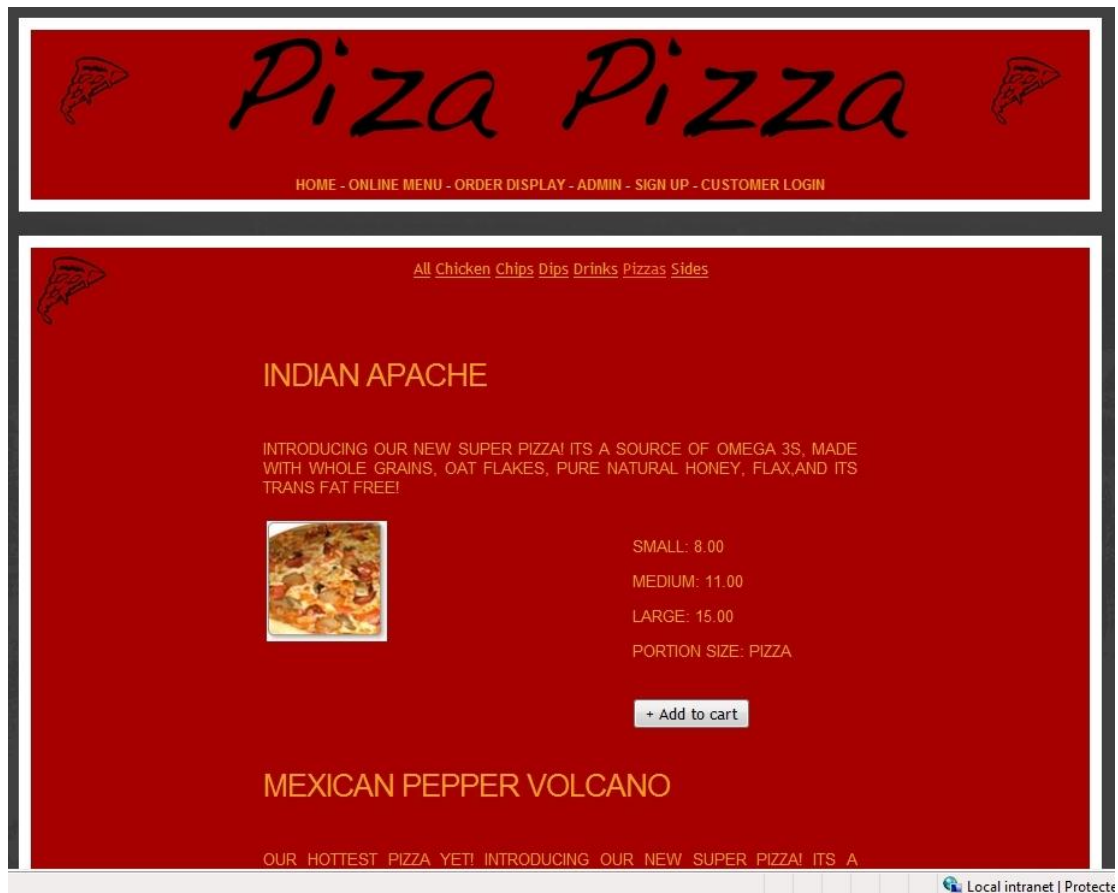 Piza Pizza
HOME - ONLINE MENU - ORDER DISPLAY - ADMIN - SIGN UP - CUSTOMER LOGIN
All Chicken Chips Dips Drinks Pizzas Sides
INDIAN APACHE
INTRODUCING OUR NEW SUPER PIZZA! ITS A SOURCE OF OMEGA 3S, MADE
WITH WHOLE GRAINS, OAT FLAKES, PURE NATURAL HONEY, FLAX,AND ITS
TRANS FAT FREE!
SMALL: 8.00
MEDIUM: 11.00
LARGE: 15.00
PORTION SIZE: PIZZA
+ Add to cart
MEXICAN PEPPER VOLCANO
OUR HOTTEST PIZZA YET! INTRODUCING OUR NEW SUPER PIZZA! ITS A
Local intranet | Protecte